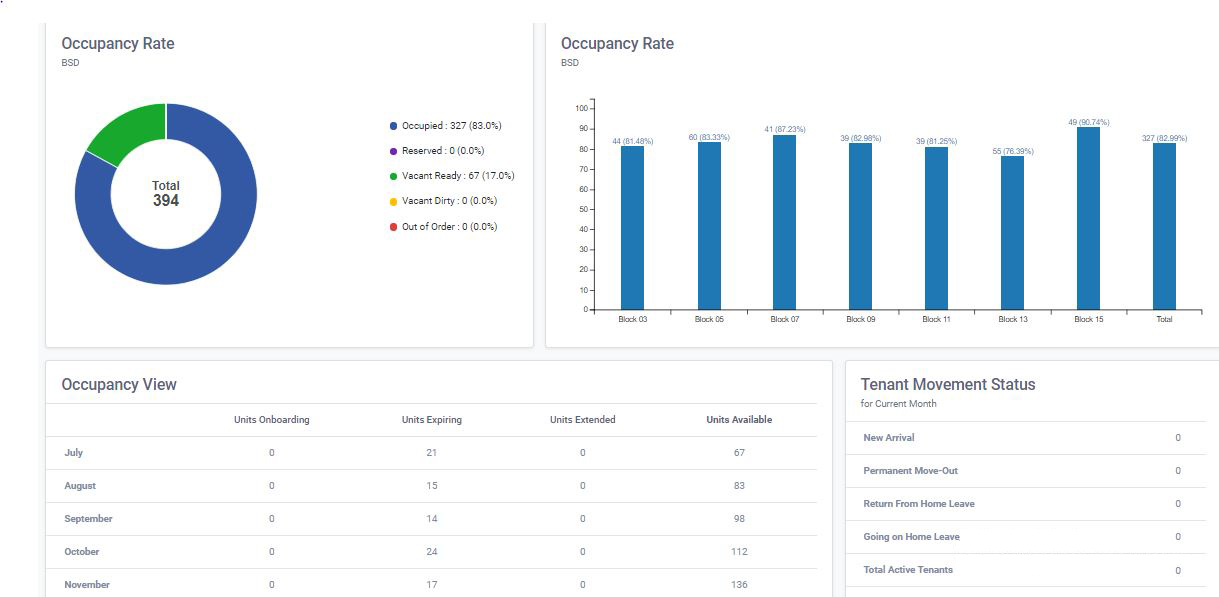 Occupancy Rate
BSD
Total
394
Occupied : 327 (83.0%)
Reserved : 0 (0.0%)
Vacant Ready : 67 (17.0%)
Vacant Dirty : 0 (0.0%)
Out of Order : 0 (0.0%)
Occupancy Rate
BSD
100
90
80
70
60
50
40
30
20
10
0
44 (81.48%)
60 (83.33%)
41 (87.23%)
39 (82.98%)
39 (81.25%)
55 (76.39%)
49 (90.74%)
327 (82.99%)
Block 03 Block 05 Block 07 Block 09 Block 11 Block 13 Block 15 Total
Occupancy View
Units Onboarding Units Expiring Units Extended Units Available
July 0 21 0 67
August 0 15 0 83
September 0 14 0 98
October 0 24 0 112
November 0 17 0 136
Tenant Movement Status
for Current Month
New Arrival 0
Permanent Move-Out 0
Return From Home Leave 0
Going on Home Leave 0
Total Active Tenants 0